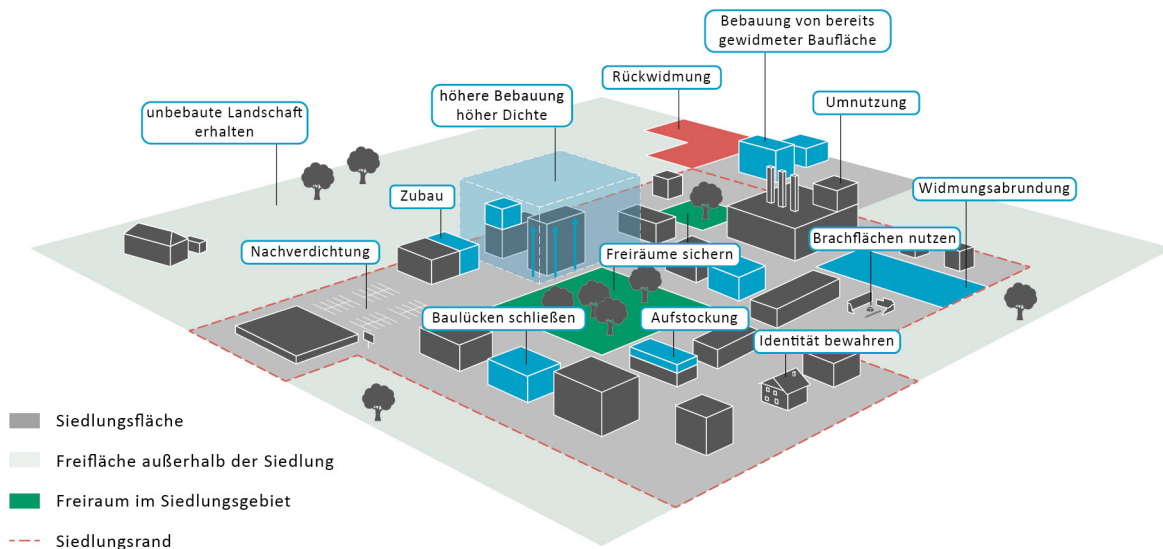 Bebauung von bereits
gewidmeter Baufläche
Rückwidmung
höhere Bebauung
höher Dichte
Umnutzung
unbebaute Landschaft
erhalten
Zubau
Widmungsabrundung
Nachverdichtung
Freiräume sichern
Brachflächen nutzen
Baulücken schließen
Aufstockung
Identität bewahren
Siedlungsfläche
Freifläche außerhalb der Siedlung
Freiraum im Siedlungsgebiet
Siedlungsrand